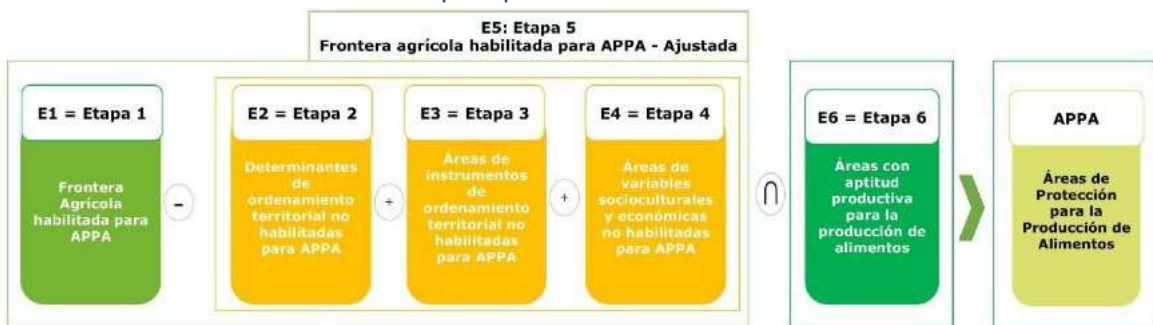 E5: Etapa 5
Frontera agrícola habilitada para APPA - Ajustada
E1 = Etapa 1
Frontera
Agrícola
habilitada para
APPA
-
E2 = Etapa 2
Determinantes
de
ordenamiento
territorial no
habilitadas
para APPA
+
E3 = Etapa 3
Áreas de
instrumentos
de
ordenamiento
territorial no
habilitadas
para APPA
+
E4 = Etapa 4
Áreas de
variables
socioculturales
y económicas
no habilitadas
para APPA
∩
E6 = Etapa 6
Áreas con
aptitud
productiva
para la
producción de
alimentos
APPA
Áreas de
Protección
para la
Producción de
Alimentos